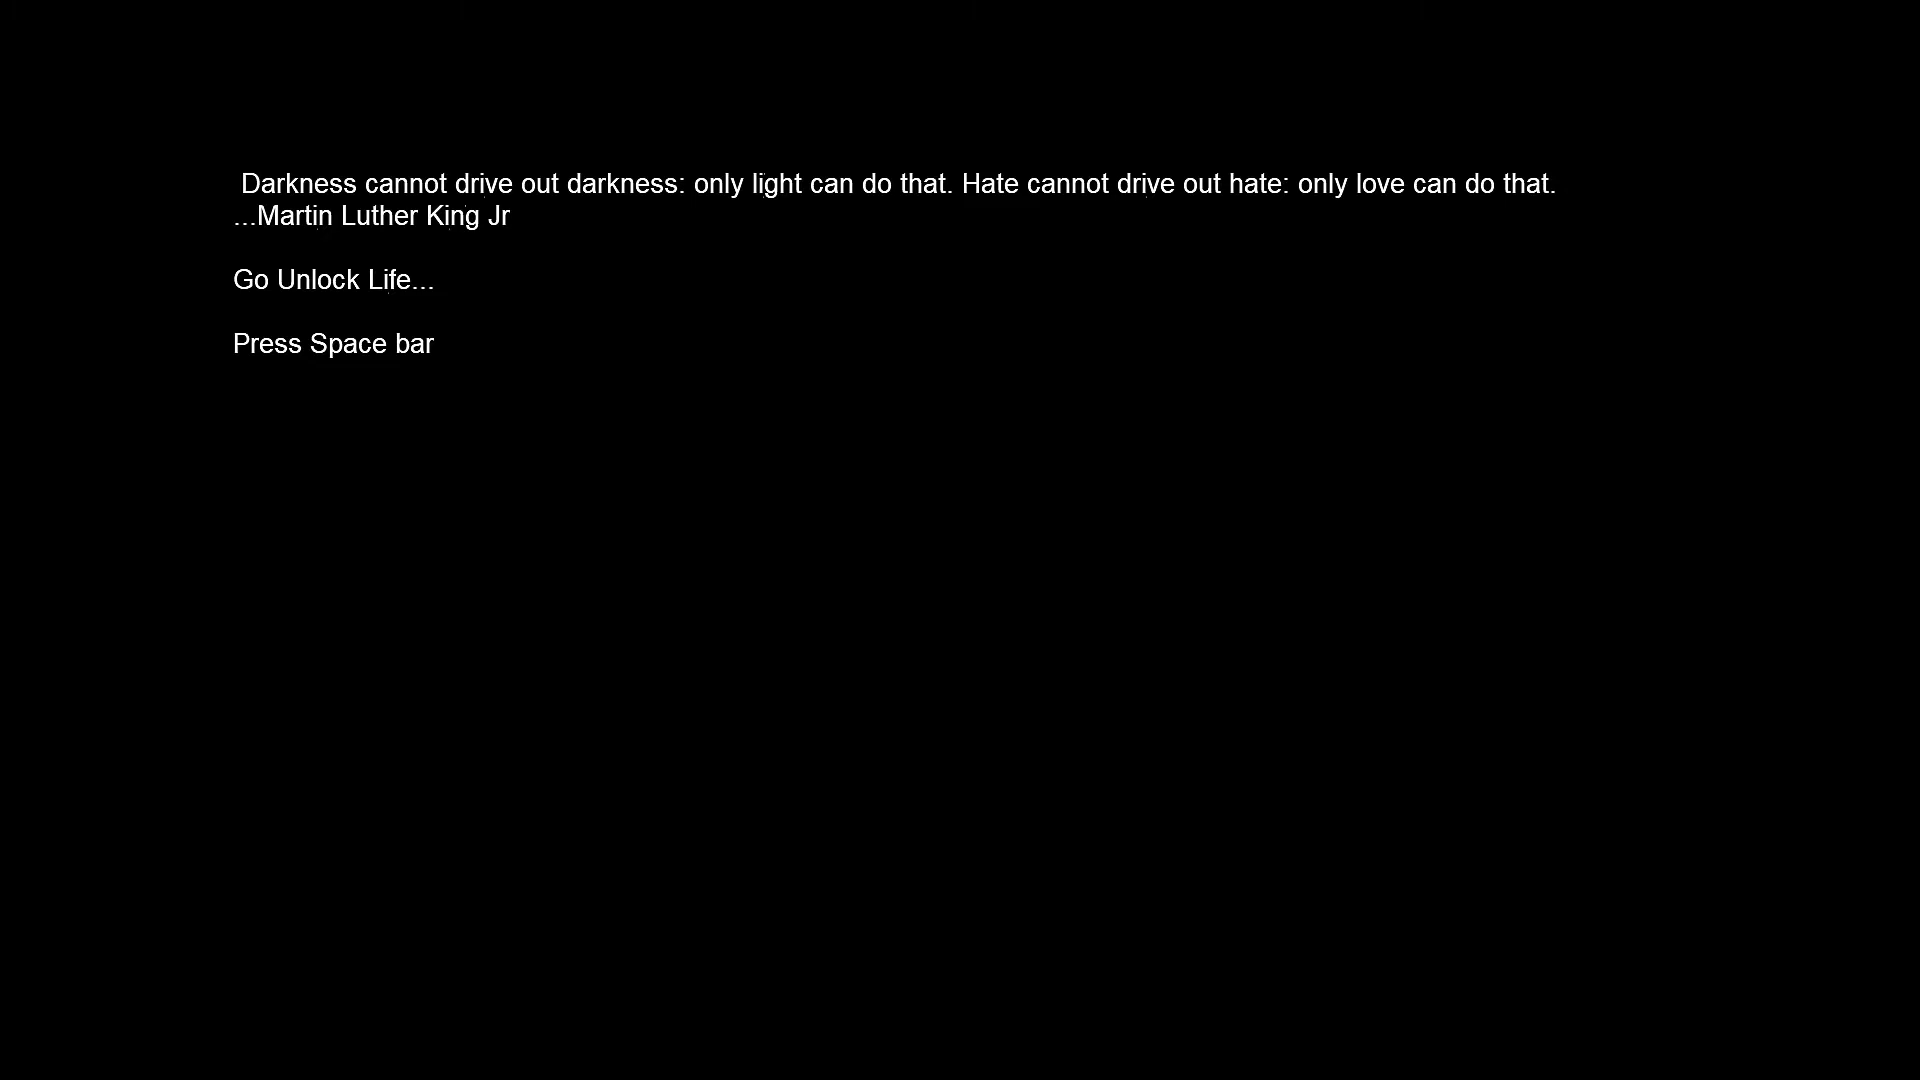 Darkness cannot drive out darkness: only light can do that. Hate cannot drive out hate: only love can do that.
...Martin Luther King Jr
Go Unlock Life...
Press Space bar